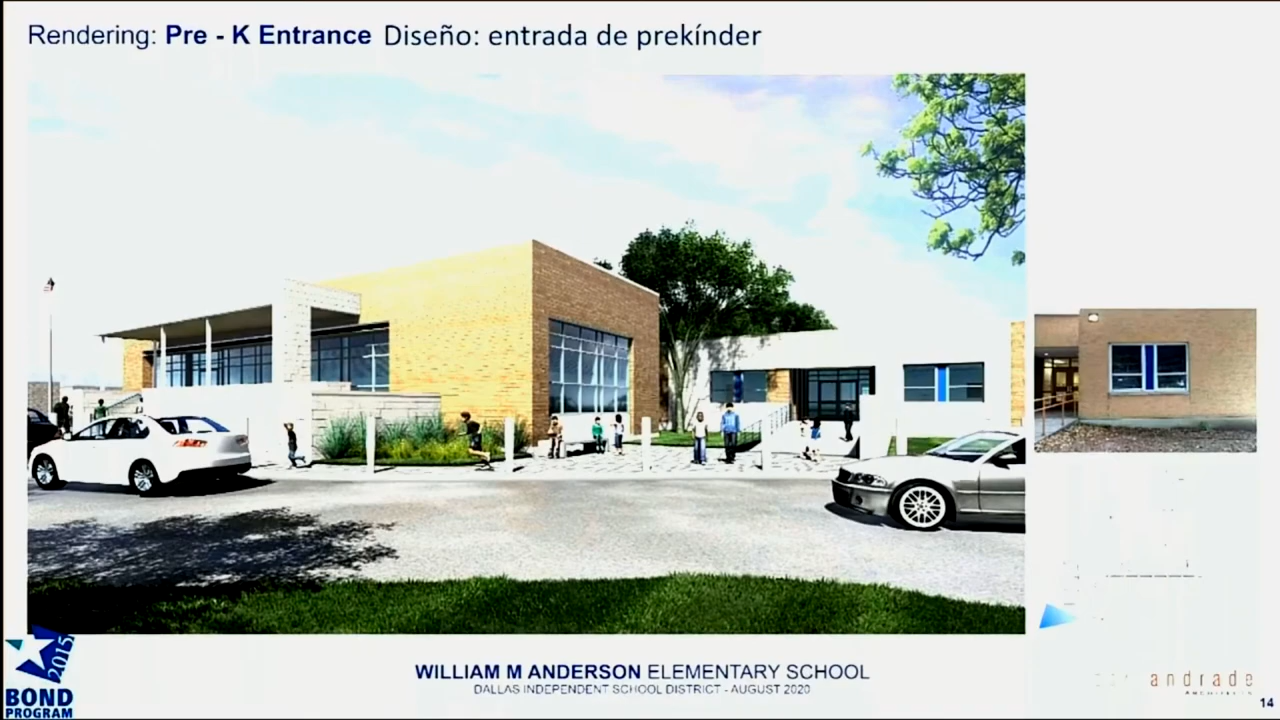 Rendering: Pre - K Entrance Diseño: entrada de prekínder
2015
BOND
PROGRAM
WILLIAM M ANDERSON ELEMENTARY SCHOOL
DALLAS INDEPENDENT SCHOOL DISTRICT - AUGUST 2020
andrade
ARCHITECTS
14